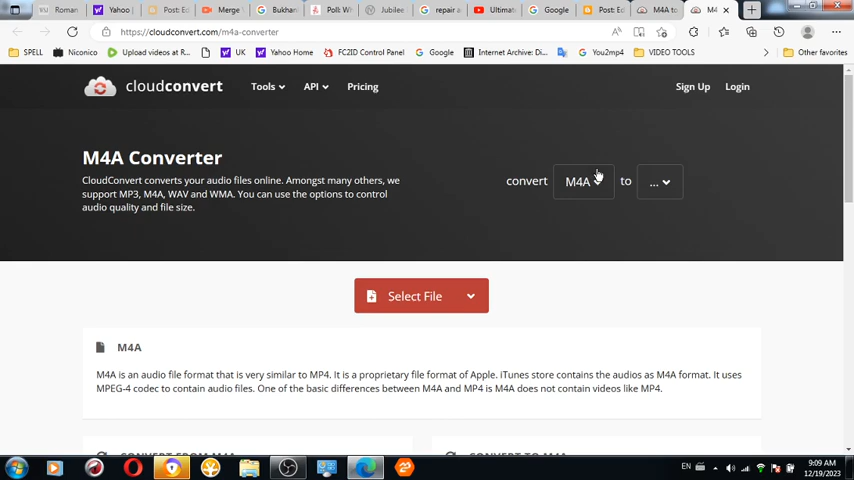 Roman
Yahoo |
Post: Ed
Merge
Bukhar
Poll: W
Jubilee
repair a
Ultimat
Google
Post: Ed
M4A to
M4
https://cloudconvert.com/m4a-converter
SPELL
Niconico
Upload videos at R...
UK
Yahoo Home
FC2ID Control Panel
Google
Internet Archive: Di...
You2mp4
VIDEO TOOLS
Other favorites
cloudconvert
Tools
API
Pricing
Sign Up
Login
M4A Converter
CloudConvert converts your audio files online. Amongst many others, we
support MP3, M4A, WAV and WMA. You can use the options to control
audio quality and file size.
convert M4A to ...
Select File
M4A
M4A is an audio file format that is very similar to MP4. It is a proprietary file format of Apple. iTunes store contains the audios as M4A format. It uses
MPEG-4 codec to contain audio files. One of the basic differences between M4A and MP4 is M4A does not contain videos like MP4.
CONVERT FROM M4A
CONVERT TO M4A
EN
9:09 AM
12/19/2023